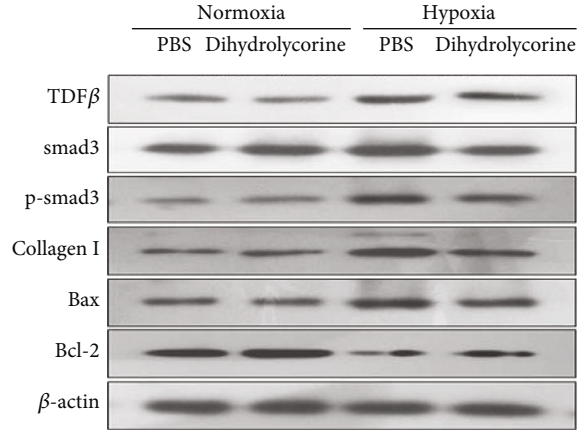 Normoxia Hypoxia
PBS Dihydrolycorine PBS Dihydrolycorine
TDFβ
smad3
p-smad3
Collagen I
Bax
Bcl-2
β-actin